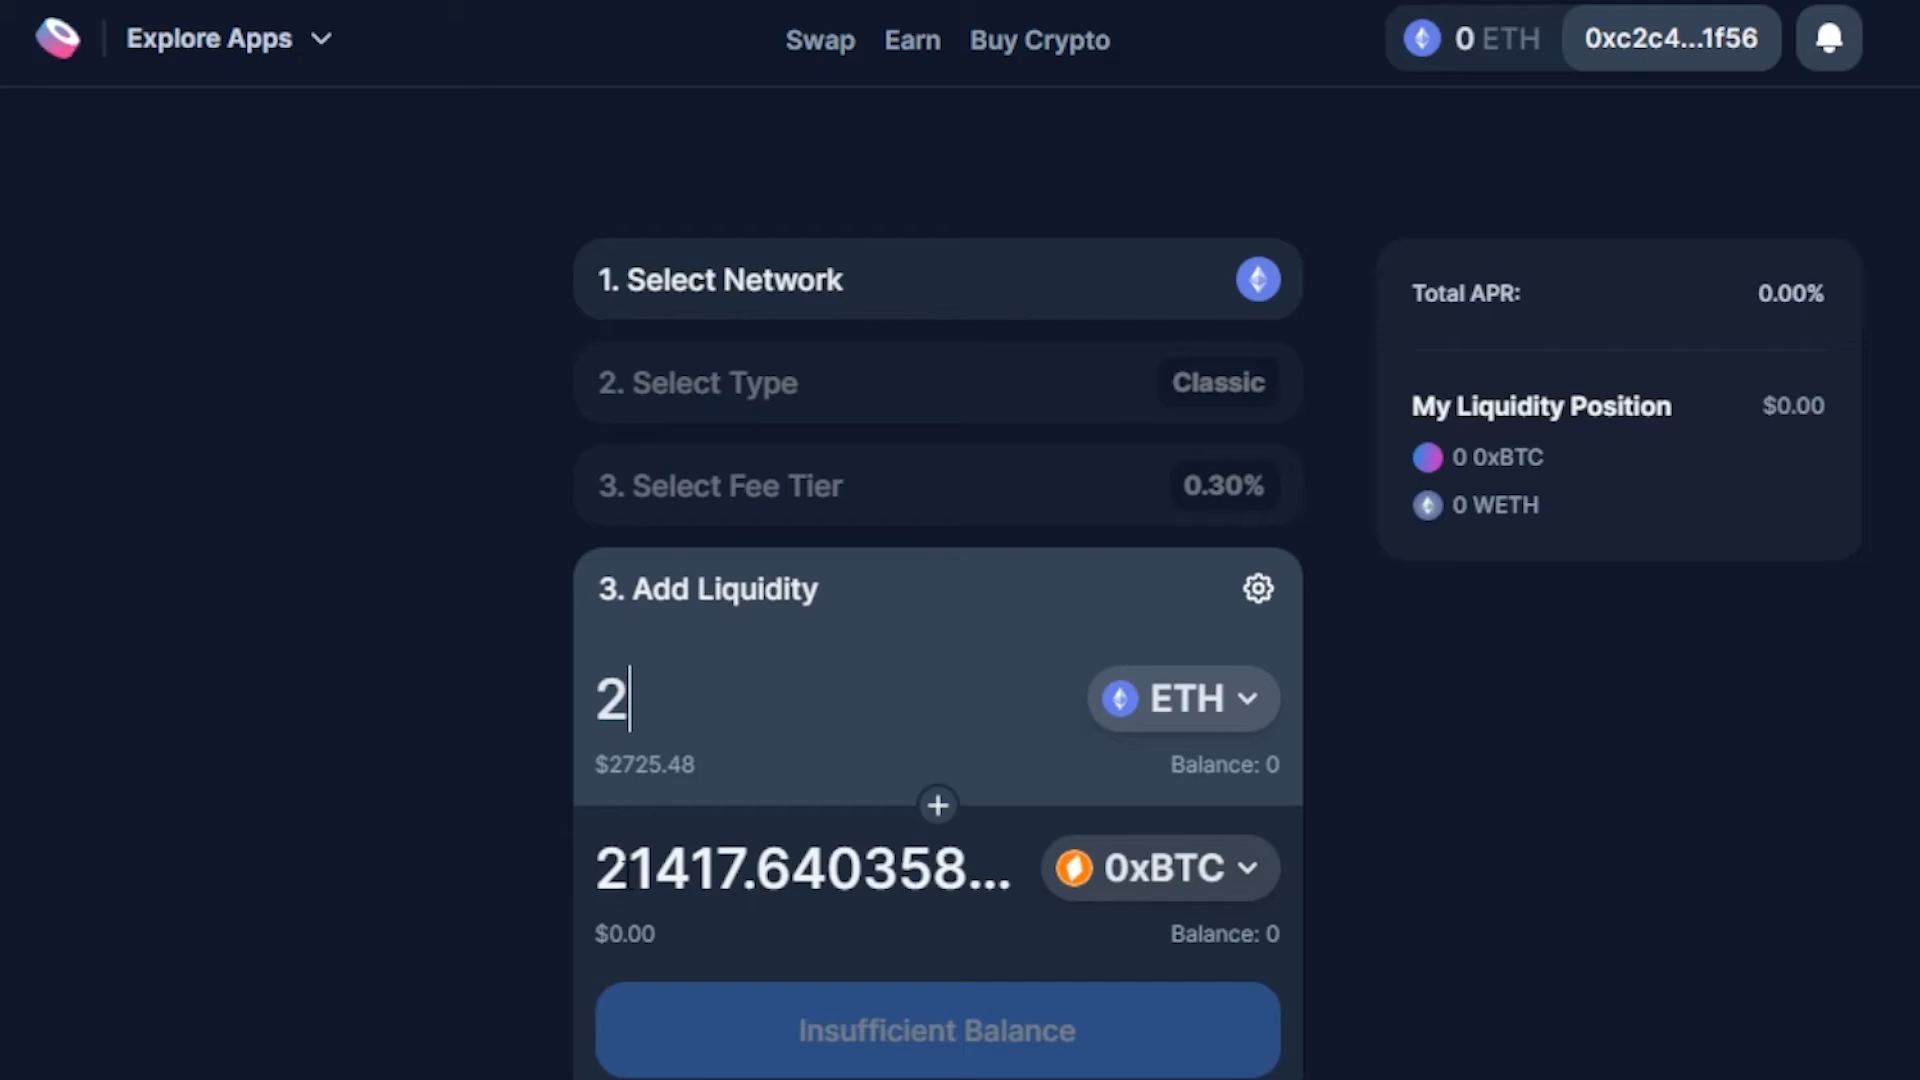 Explore Apps
Swap Earn Buy Crypto
0 ETH 0xc2c4...1f56
1. Select Network
2. Select Type Classic
3. Select Fee Tier 0.30%
3. Add Liquidity
2 ETH
$2725.48 Balance: 0
+
21417.640358... 0xBTC
$0.00 Balance: 0
Insufficient Balance
Total APR: 0.00%
My Liquidity Position $0.00
0 0xBTC
0 WETH